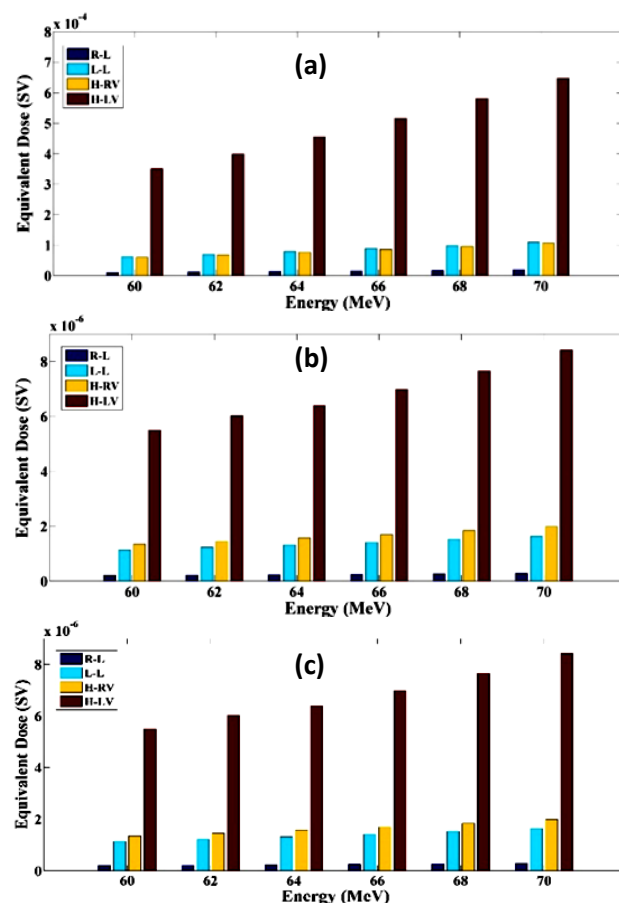 x 10⁻⁴
(a)
R-L
L-L
H-RV
H-LV
Equivalent Dose (SV)
8
7
6
5
4
3
2
1
0
60 62 64 66 68 70
Energy (MeV)
x 10⁻⁶
(b)
R-L
L-L
H-RV
H-LV
Equivalent Dose (SV)
8
6
4
2
0
60 62 64 66 68 70
Energy (MeV)
x 10⁻⁶
(c)
R-L
L-L
H-RV
H-LV
Equivalent Dose (SV)
8
6
4
2
0
60 62 64 66 68 70
Energy (MeV)